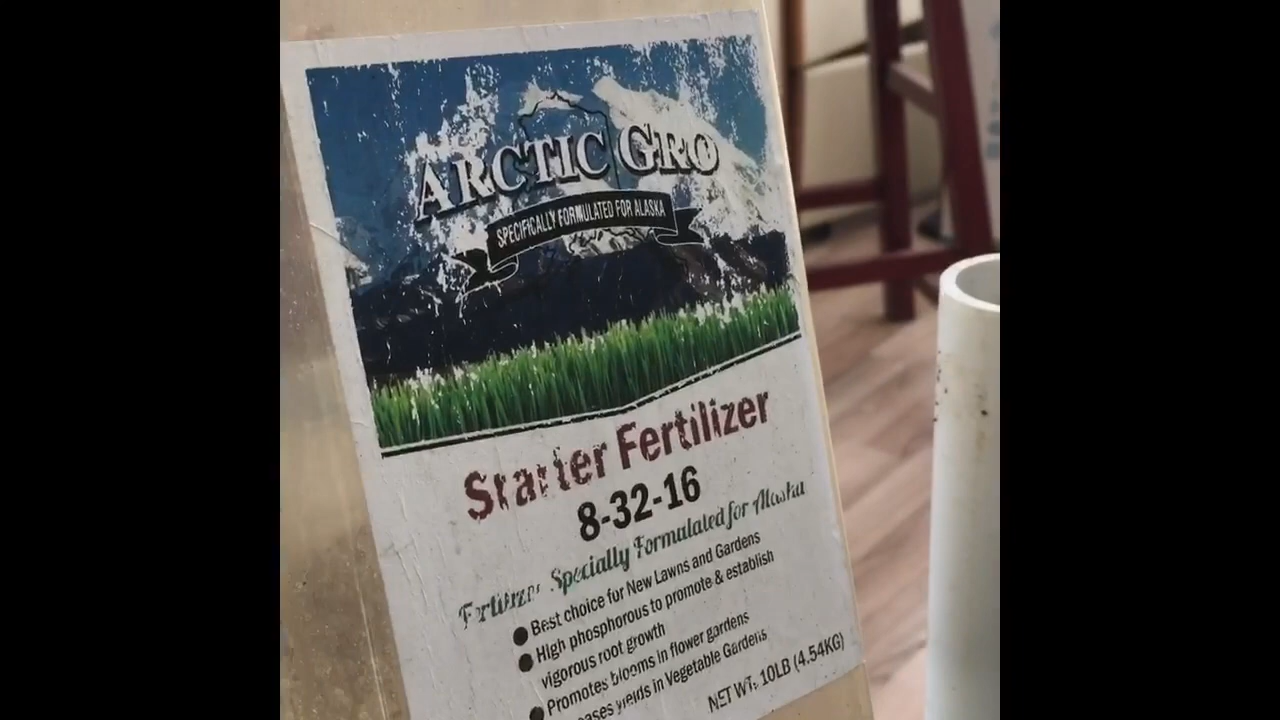 ARCTIC GRO
SPECIFICALLY FORMULATED FOR ALASKA
Starter Fertilizer
8-32-16
Fertilizer Specially Formulated for Alaska
● Best choice for New Lawns and Gardens
● High phosphorous to promote & establish
vigorous root growth
● Promotes blooms in flower gardens
yields in Vegetable Gardens
NET WT. 10LB (4.54KG)